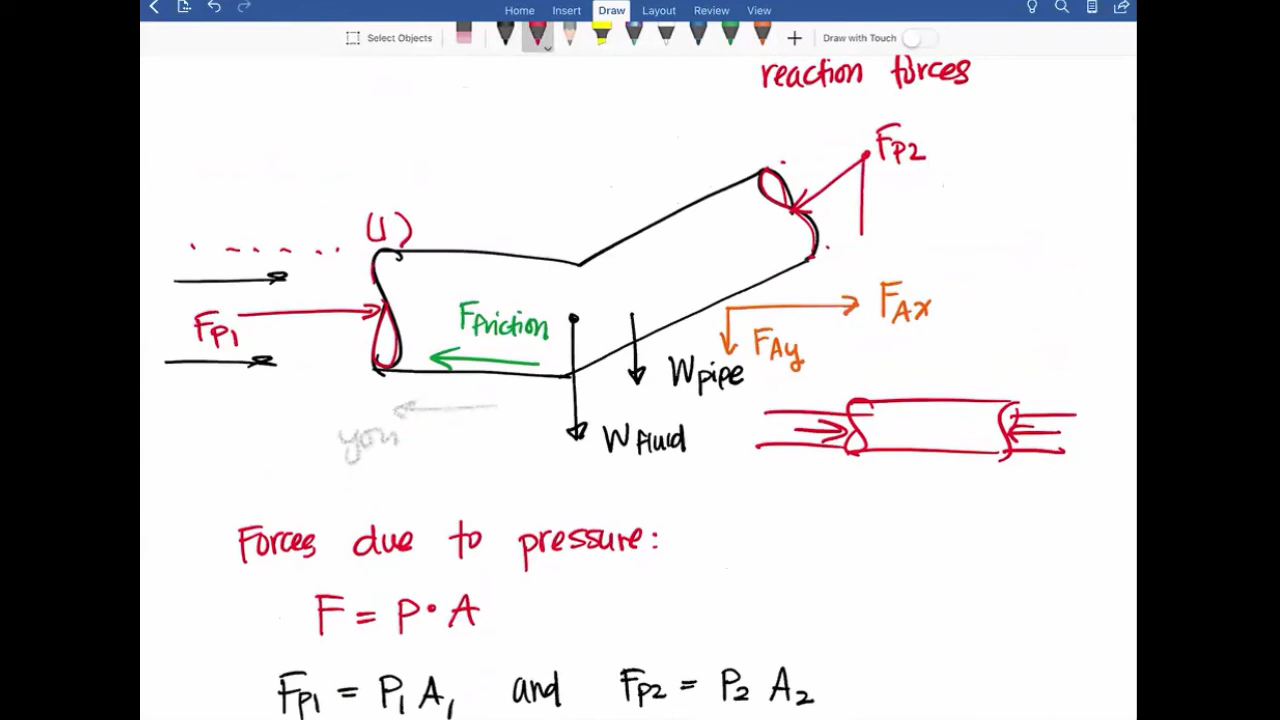 Home Insert Draw Layout Review View
Select Objects
Draw with Touch
reaction forces
Fp2
(1)
Fp1
Ffriction
FAx
FAy
Wpipe
you
Wfluid
Forces due to pressure:
F = P · A
Fp1 = P1 A1 and Fp2 = P2 A2